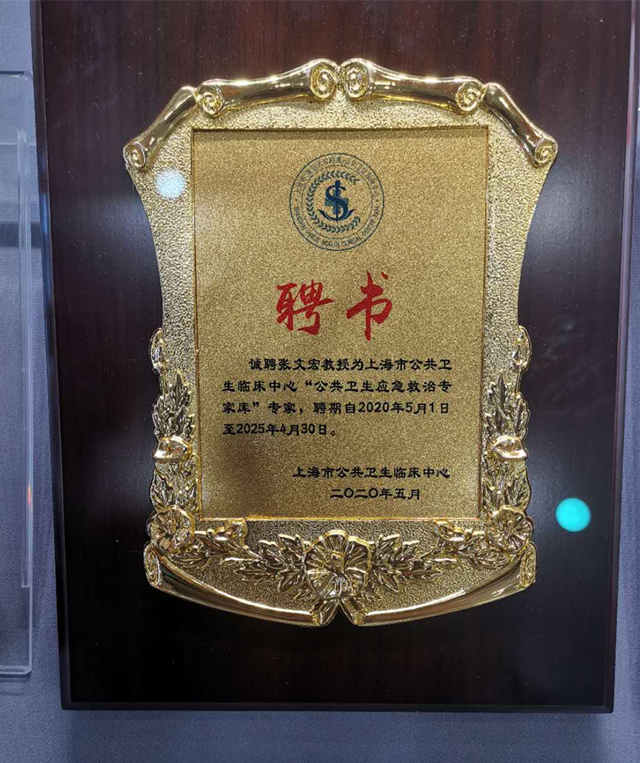 聘书
诚聘张文宏教授为上海市公共卫
生临床中心“公共卫生应急救治专
家库”专家，聘期自2020年5月1日
至2025年4月30日。
上海市公共卫生临床中心
二〇二〇年五月